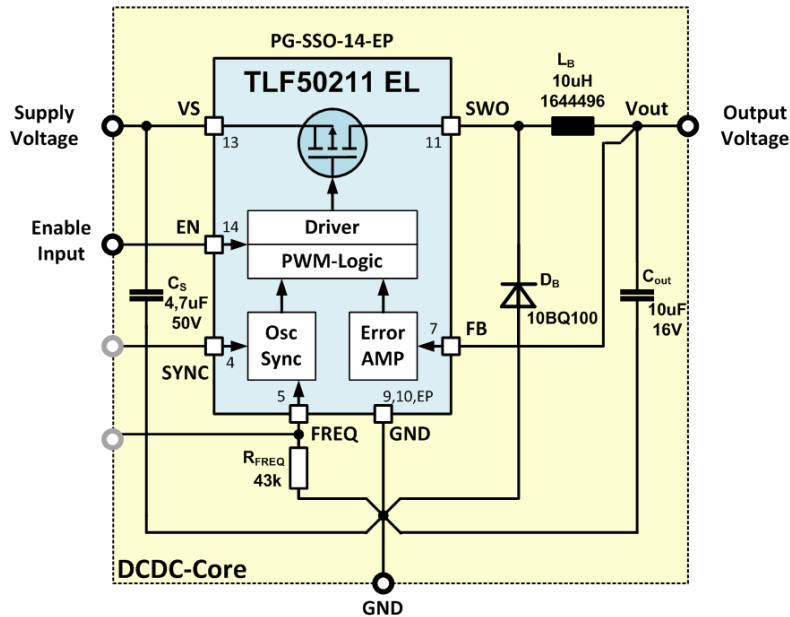 PG-SSO-14-EP
TLF50211 EL
Supply
Voltage
VS
13
SWO
11
LB
10uH
1644496
Vout
Output
Voltage
Enable
Input
EN
14
Driver
PWM-Logic
CS
4,7uF
50V
DB
10BQ100
Cout
10uF
16V
SYNC
4
Osc
Sync
Error
AMP
7
FB
5
9,10,EP
FREQ
GND
RFREQ
43k
DCDC-Core
GND